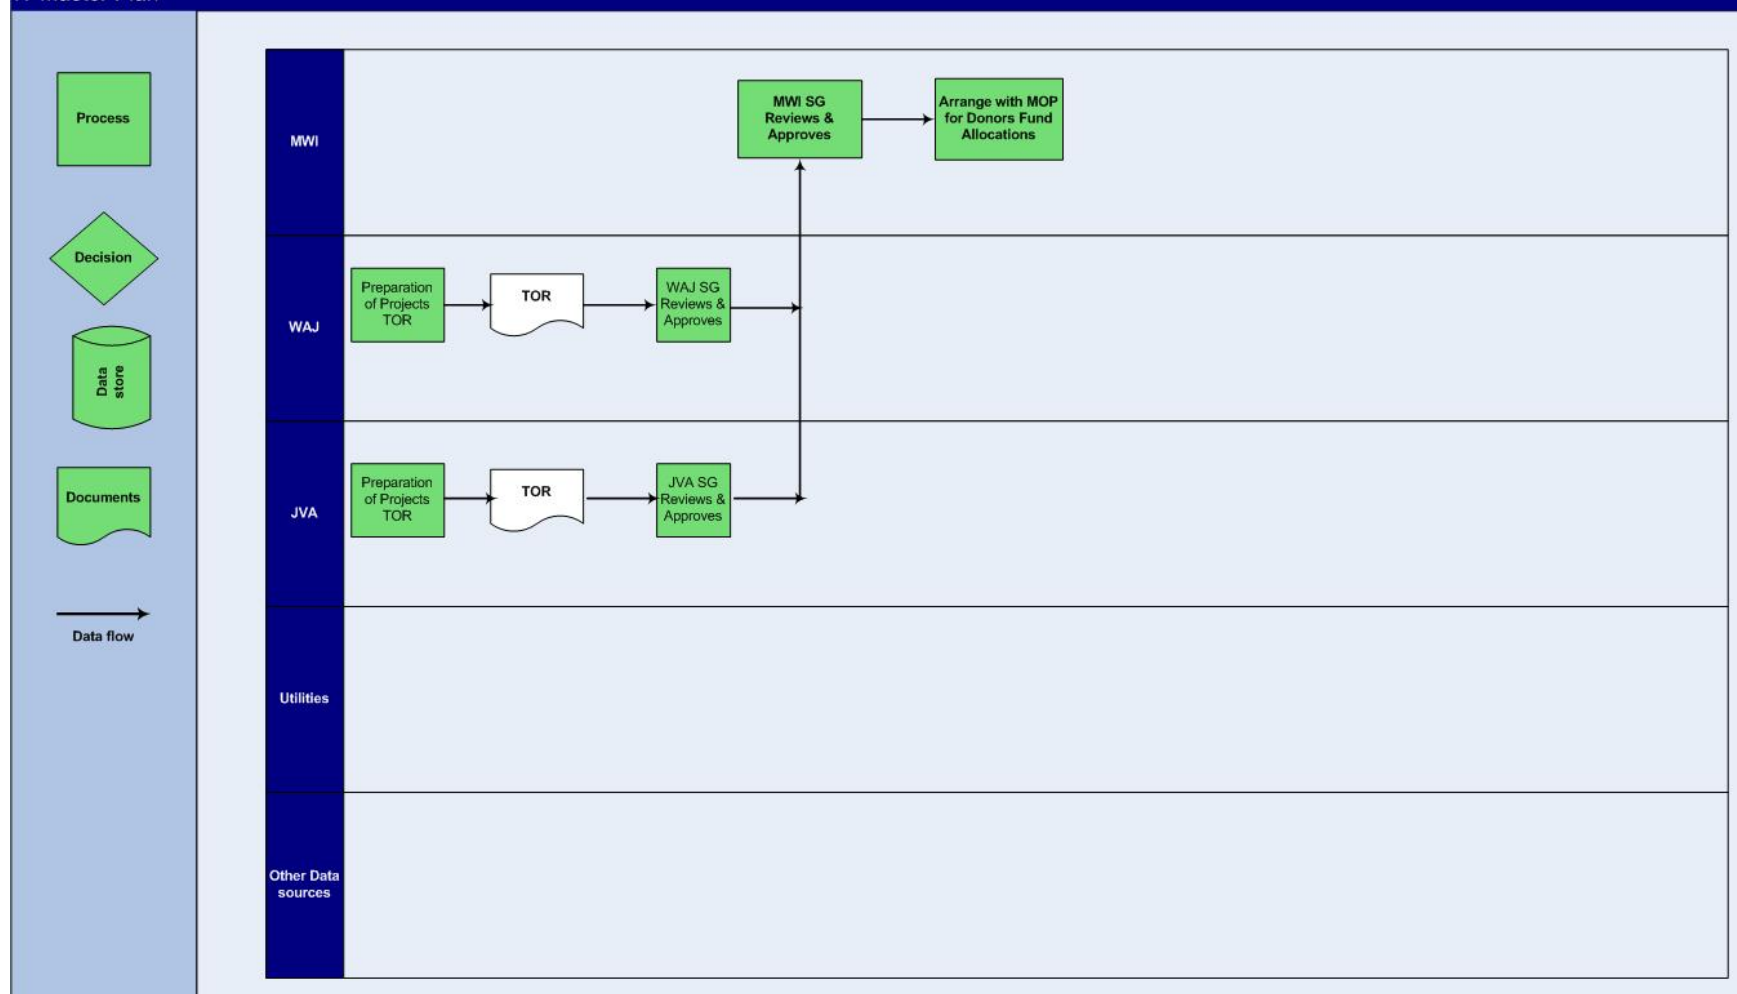 Process
Decision
Data
store
Documents
Data flow
MWI
MWI SG
Reviews &
Approves
Arrange with MOP
for Donors Fund
Allocations
WAJ
Preparation
of Projects
TOR
TOR
WAJ SG
Reviews &
Approves
JVA
Preparation
of Projects
TOR
TOR
JVA SG
Reviews &
Approves
Utilities
Other Data
sources